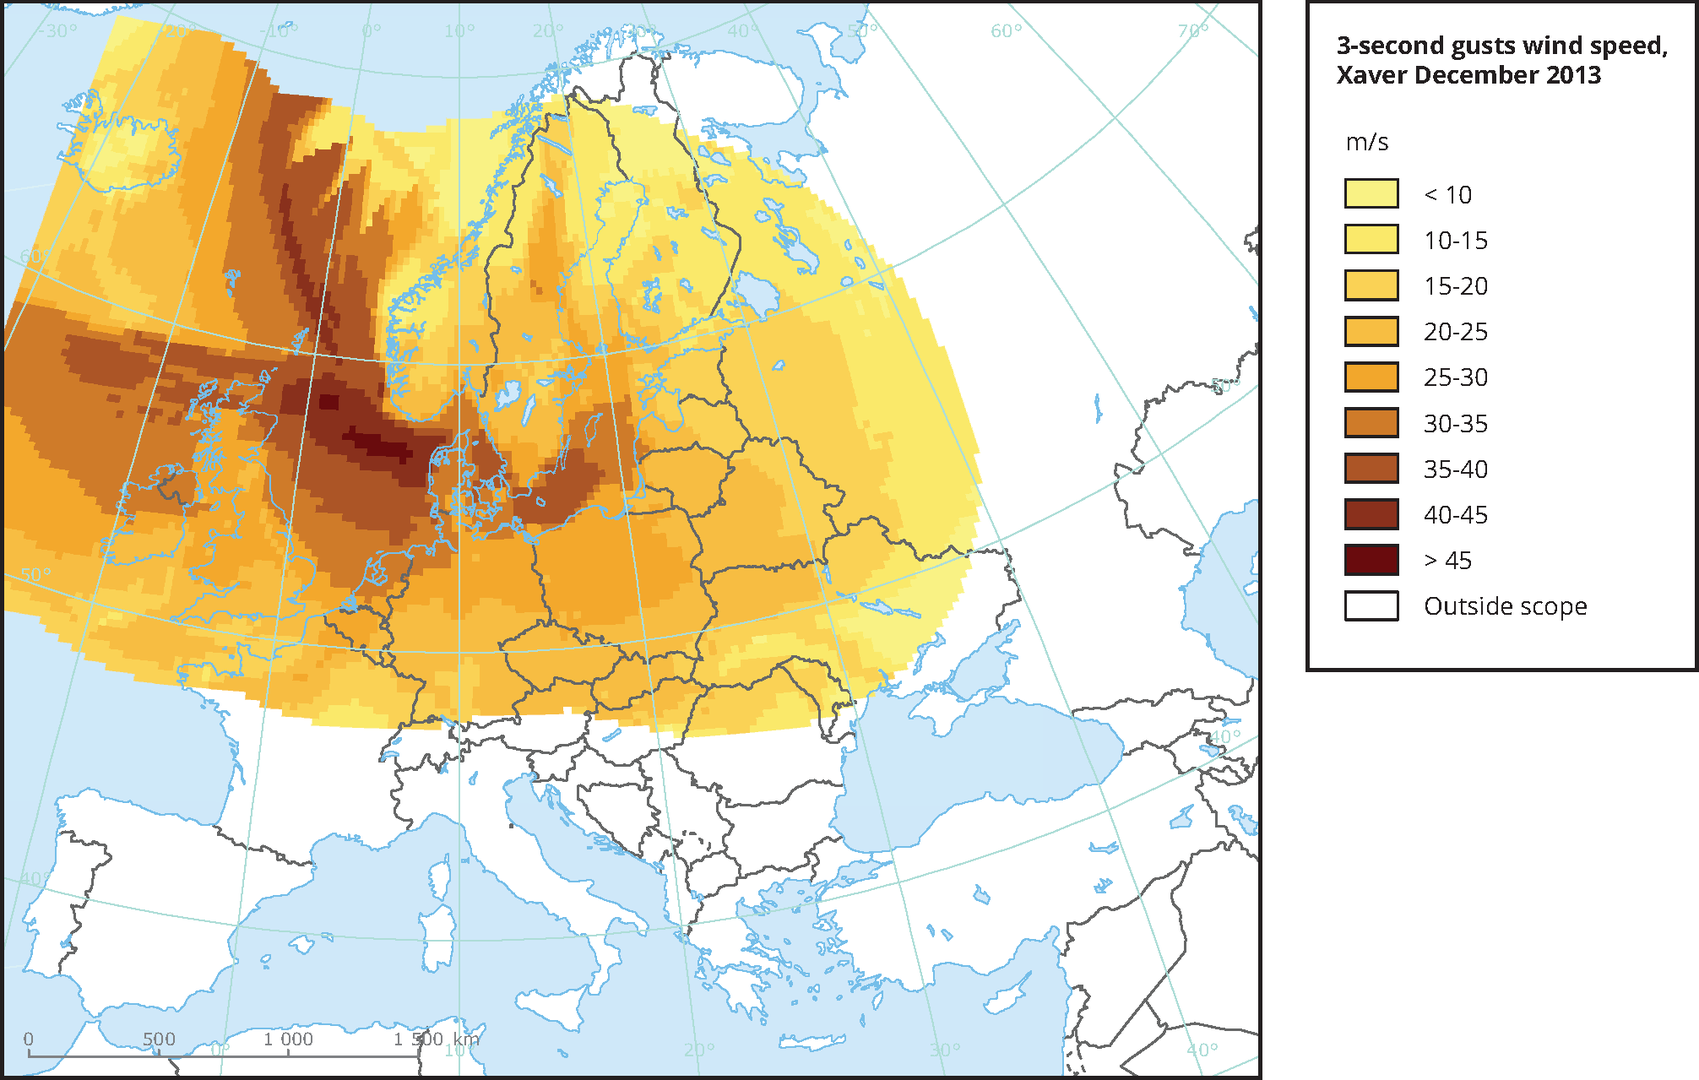 -30° -20° -10° 0° 10° 20° 30° 40° 50° 60° 70°
60°
50°
50°
40°
40°
0 500 1 000 1 500 km
0° 10° 20° 30° 40°
3-second gusts wind speed,
Xaver December 2013
m/s
< 10
10-15
15-20
20-25
25-30
30-35
35-40
40-45
> 45
Outside scope